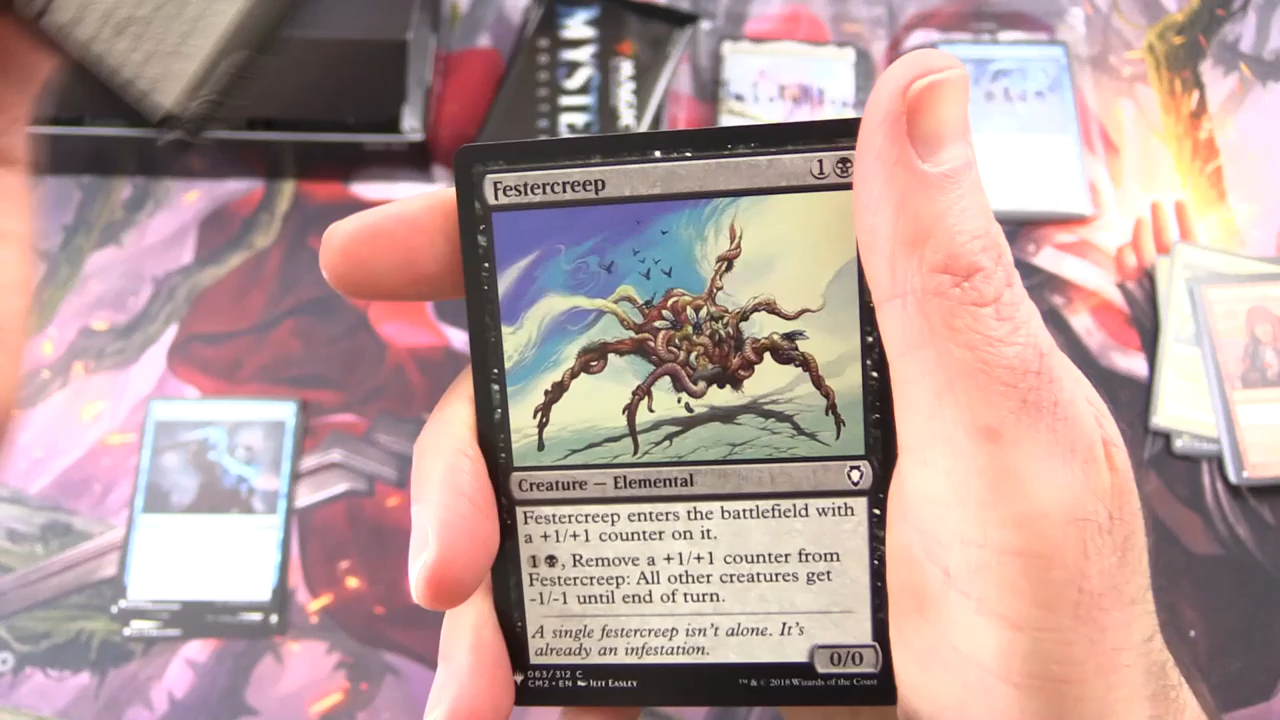 MYSTE
MAGIC
Festercreep
1
Creature — Elemental
Festercreep enters the battlefield with
a +1/+1 counter on it.
1, Remove a +1/+1 counter from
Festercreep: All other creatures get
-1/-1 until end of turn.
A single festercreep isn't alone. It's
already an infestation.
0/0
063/312 C
CM2 • EN Jeff Easley
™ & © 2018 Wizards of the Coast